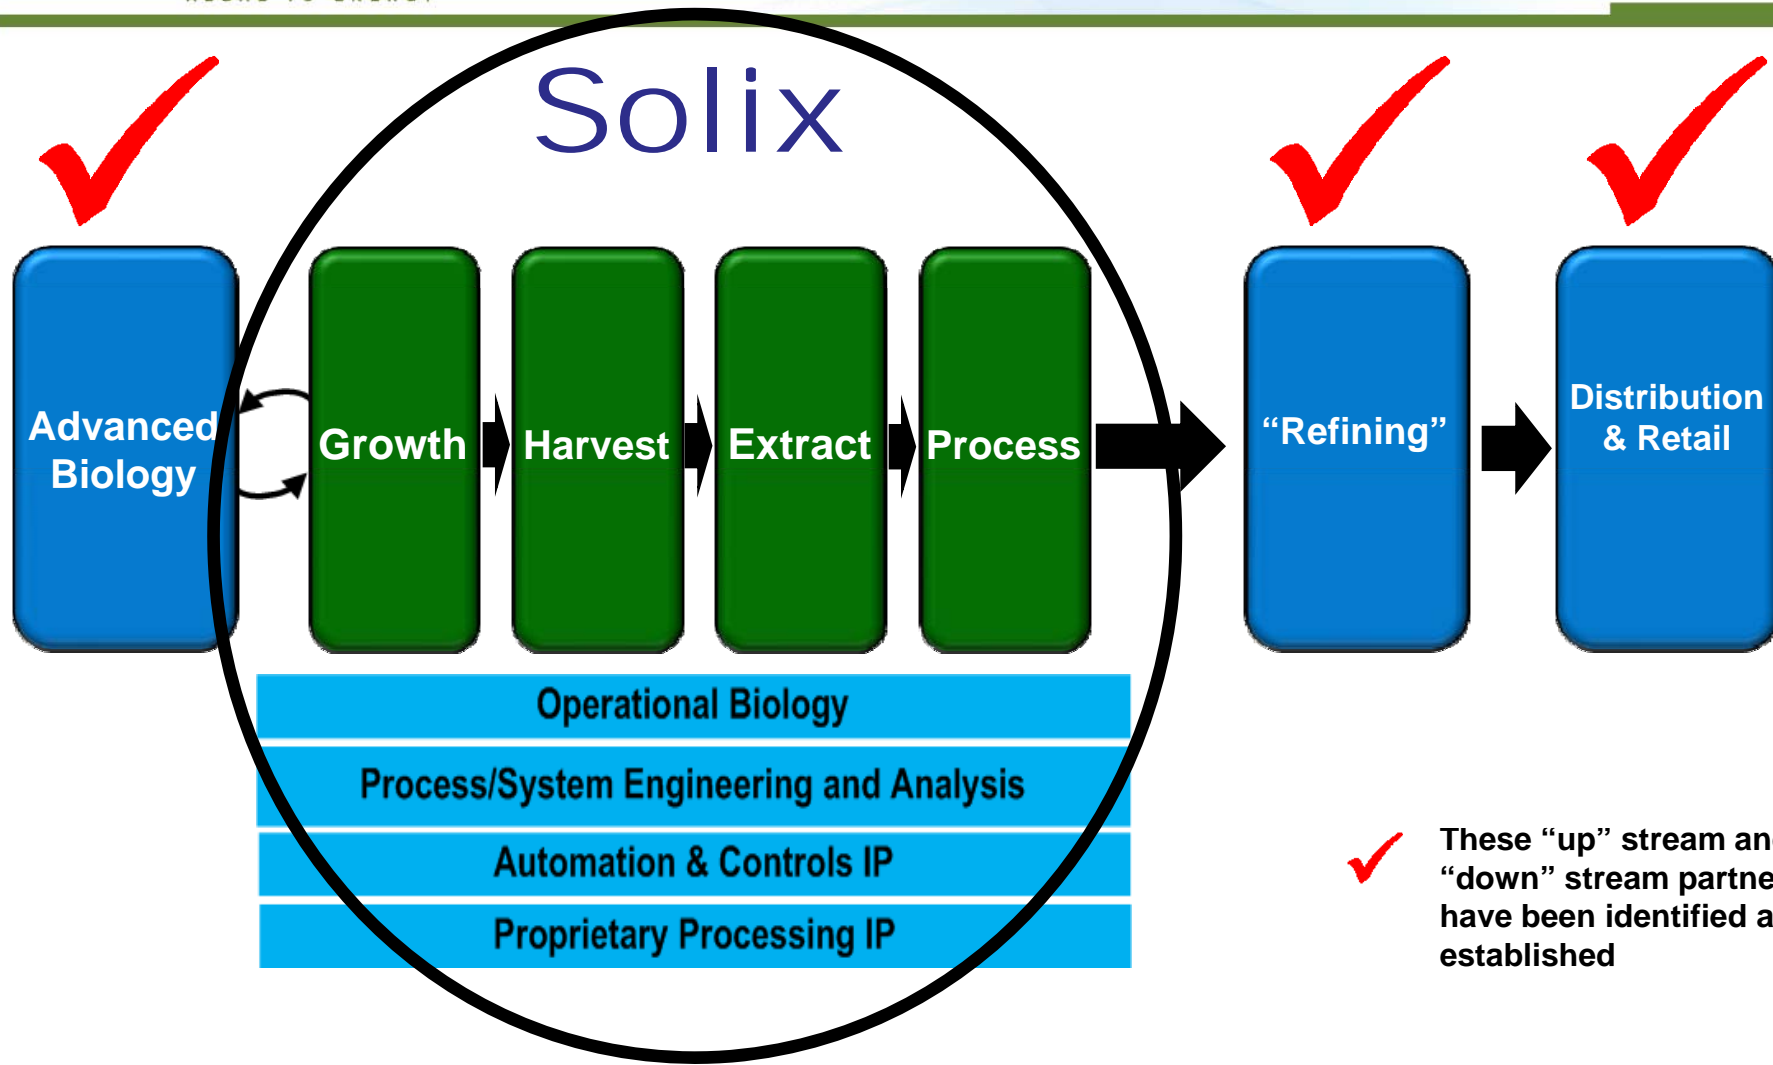 Solix
Advanced
Biology
Growth
Harvest
Extract
Process
“Refining”
Distribution
& Retail
Operational Biology
Process/System Engineering and Analysis
Automation & Controls IP
Proprietary Processing IP
These “up” stream
“down” stream
have been identified
established